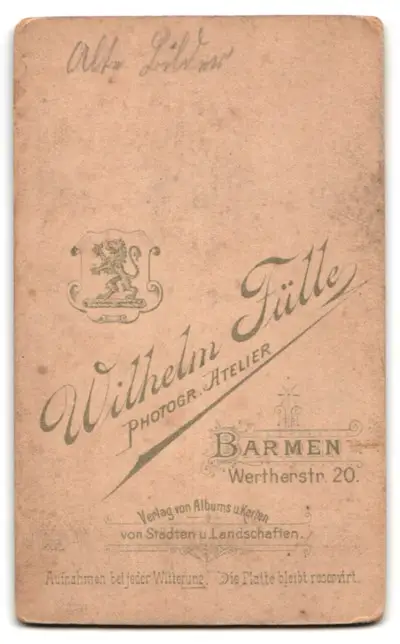 Alte Bilder
Wilhelm Fülle
PHOTOGR. ATELIER
BARMEN
Wertherstr. 20.
Verlag von Albums u. Karten
von Städten u. Landschaften.
Aufnahmen bei jeder Witterung. Die Platte bleibt reservirt.